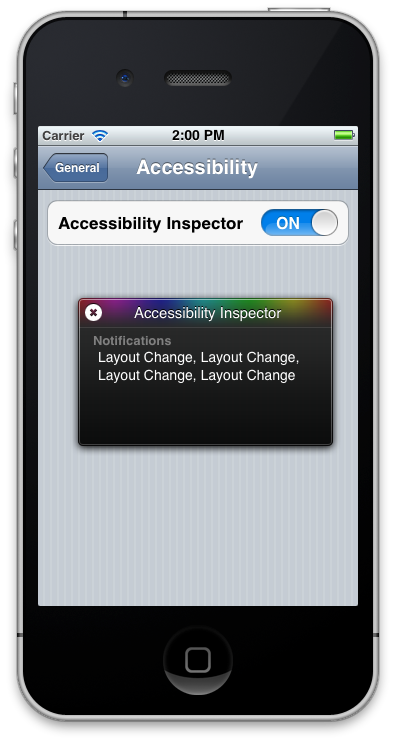 Carrier 2:00 PM
General Accessibility
Accessibility Inspector ON
Accessibility Inspector
Notifications
Layout Change, Layout Change,
Layout Change, Layout Change